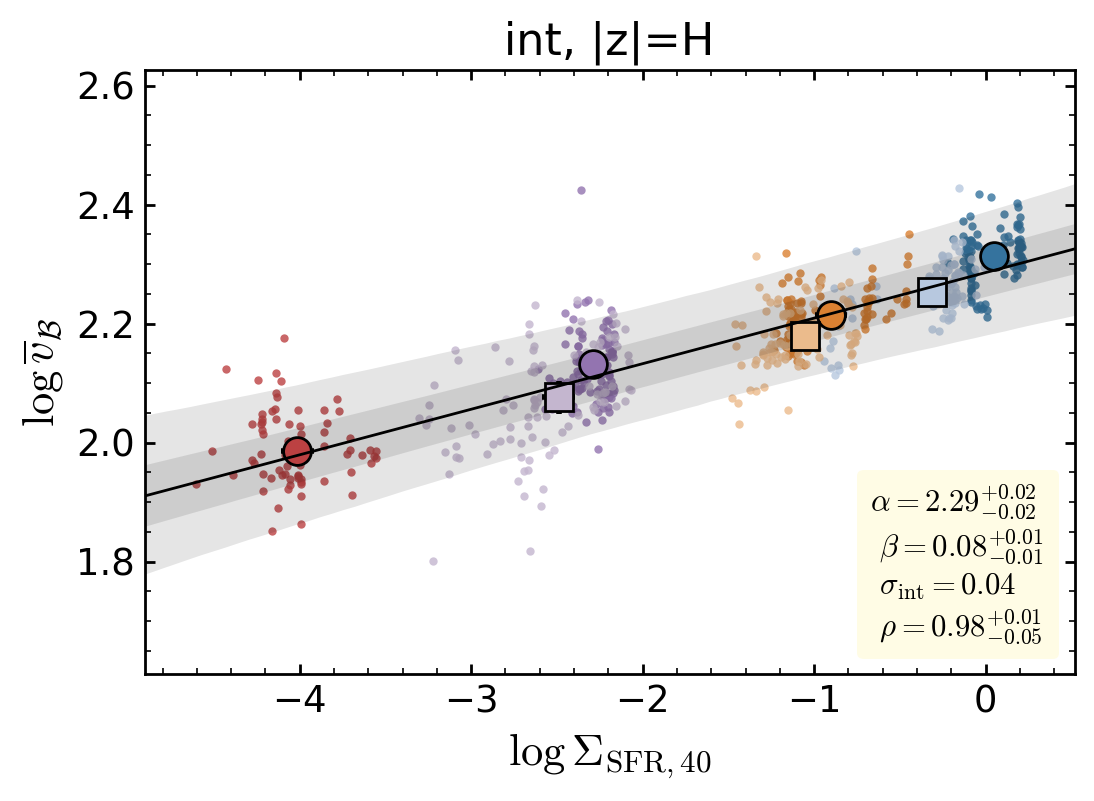 int, |z|=H
2.6
2.4
2.2
2.0
1.8
log v̅_ℬ
−4 −3 −2 −1 0
log Σ_SFR, 40
α = 2.29 +0.02 −0.02
β = 0.08 +0.01 −0.01
σ_int = 0.04
ρ = 0.98 +0.01 −0.05